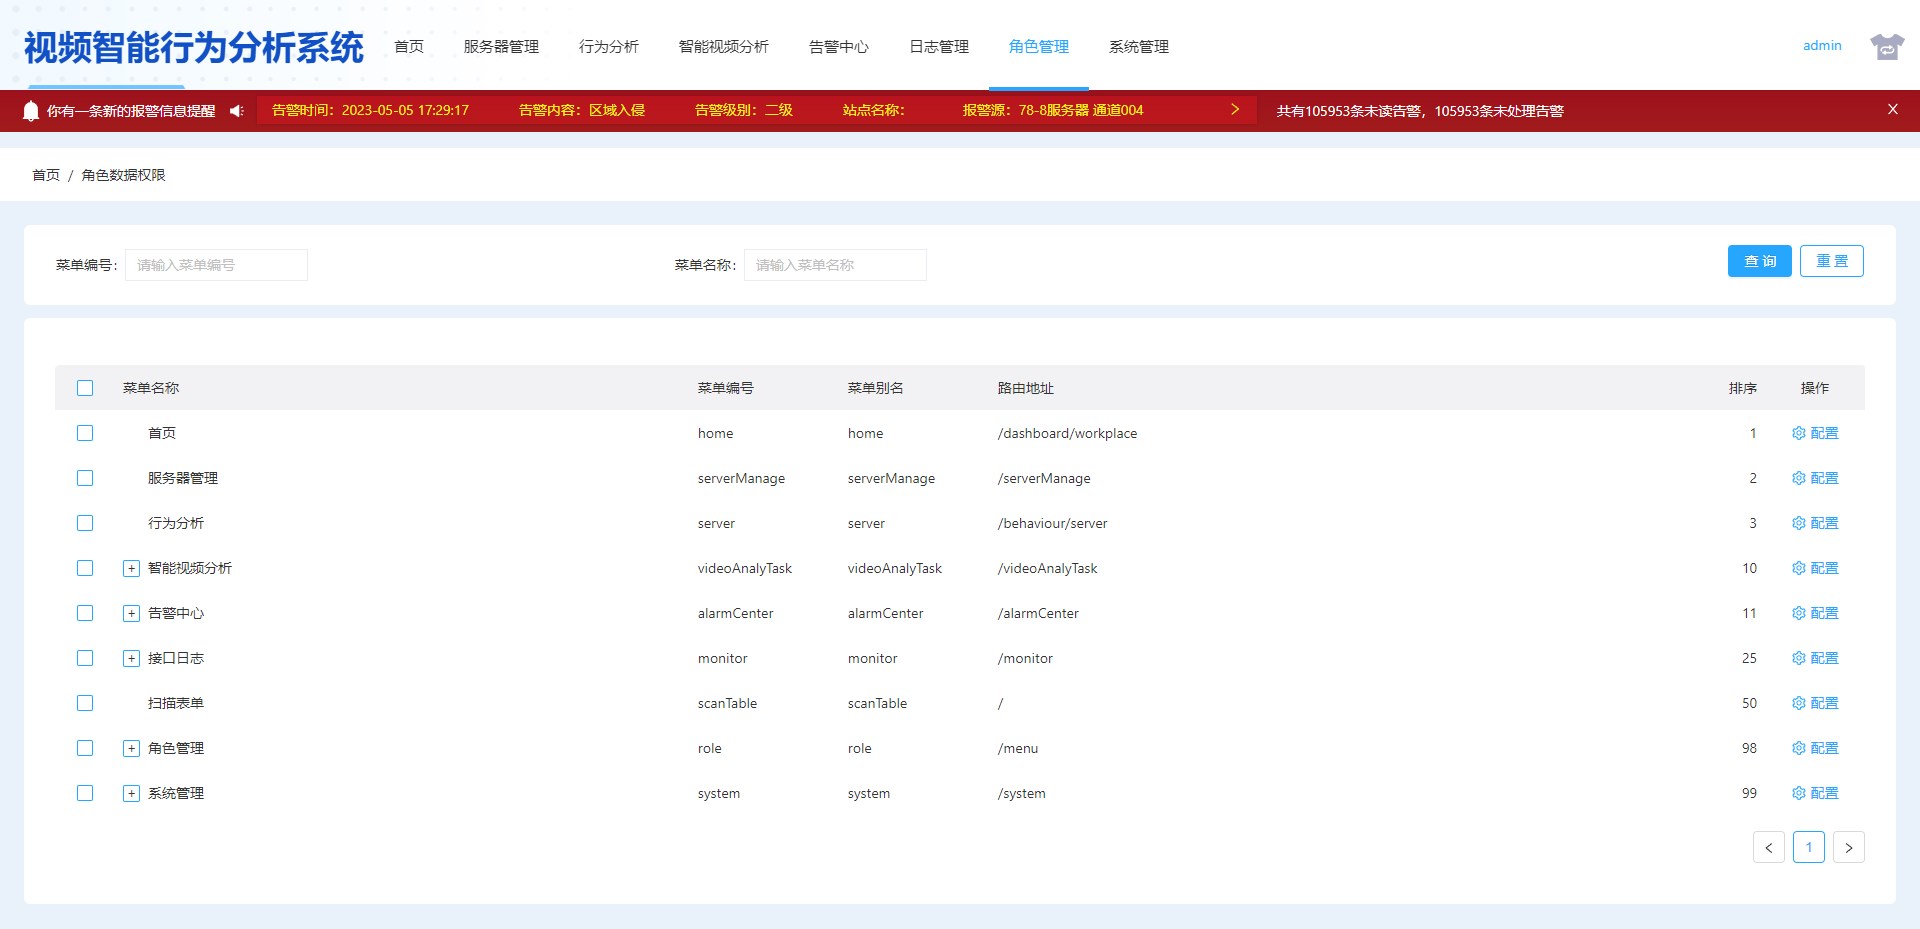 视频智能行为分析系统 首页 服务器管理 行为分析 智能视频分析 告警中心 日志管理 角色管理 系统管理 admin
你有一条新的报警信息提醒 告警时间：2023-05-05 17:29:17 告警内容：区域入侵 告警级别：二级 站点名称： 报警源：78-8服务器 通道004 共有105953条未读告警，105953条未处理告警 X
首页 / 角色数据权限
菜单编号： 请输入菜单编号 菜单名称： 请输入菜单名称 查询 重置
菜单名称 菜单编号 菜单别名 路由地址 排序 操作
首页 home home /dashboard/workplace 1 配置
服务器管理 serverManage serverManage /serverManage 2 配置
行为分析 server server /behaviour/server 3 配置
智能视频分析 videoAnalyTask videoAnalyTask /videoAnalyTask 10 配置
告警中心 alarmCenter alarmCenter /alarmCenter 11 配置
接口日志 monitor monitor /monitor 25 配置
扫描表单 scanTable scanTable / 50 配置
角色管理 role role /menu 98 配置
系统管理 system system /system 99 配置
< 1 >